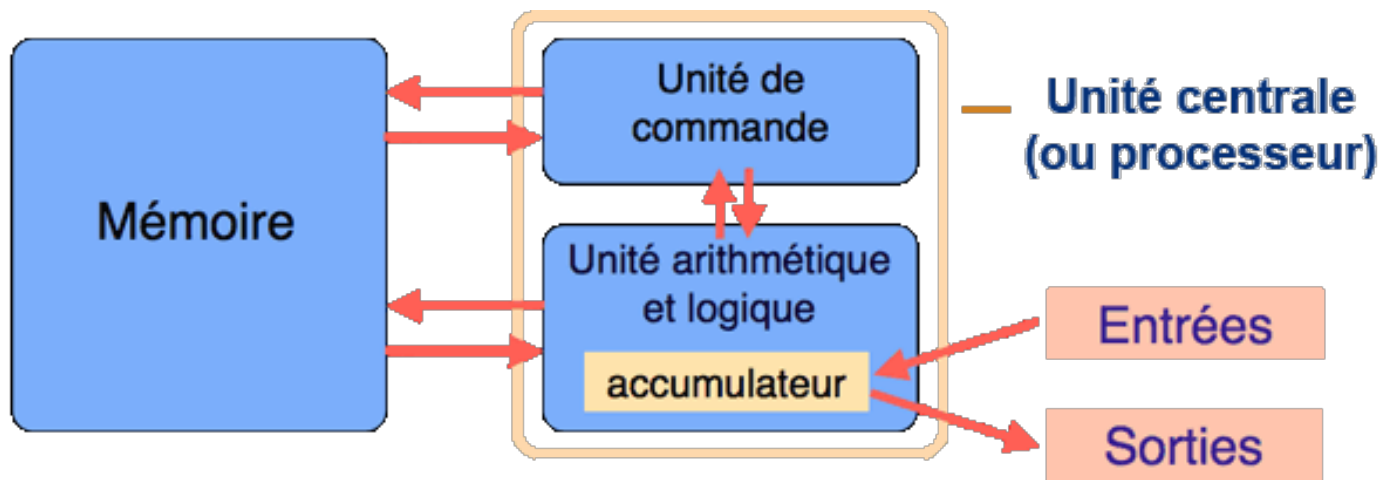 Mémoire
Unité de
commande
Unité centrale
(ou processeur)
Unité arithmétique
et logique
accumulateur
Entrées
Sorties